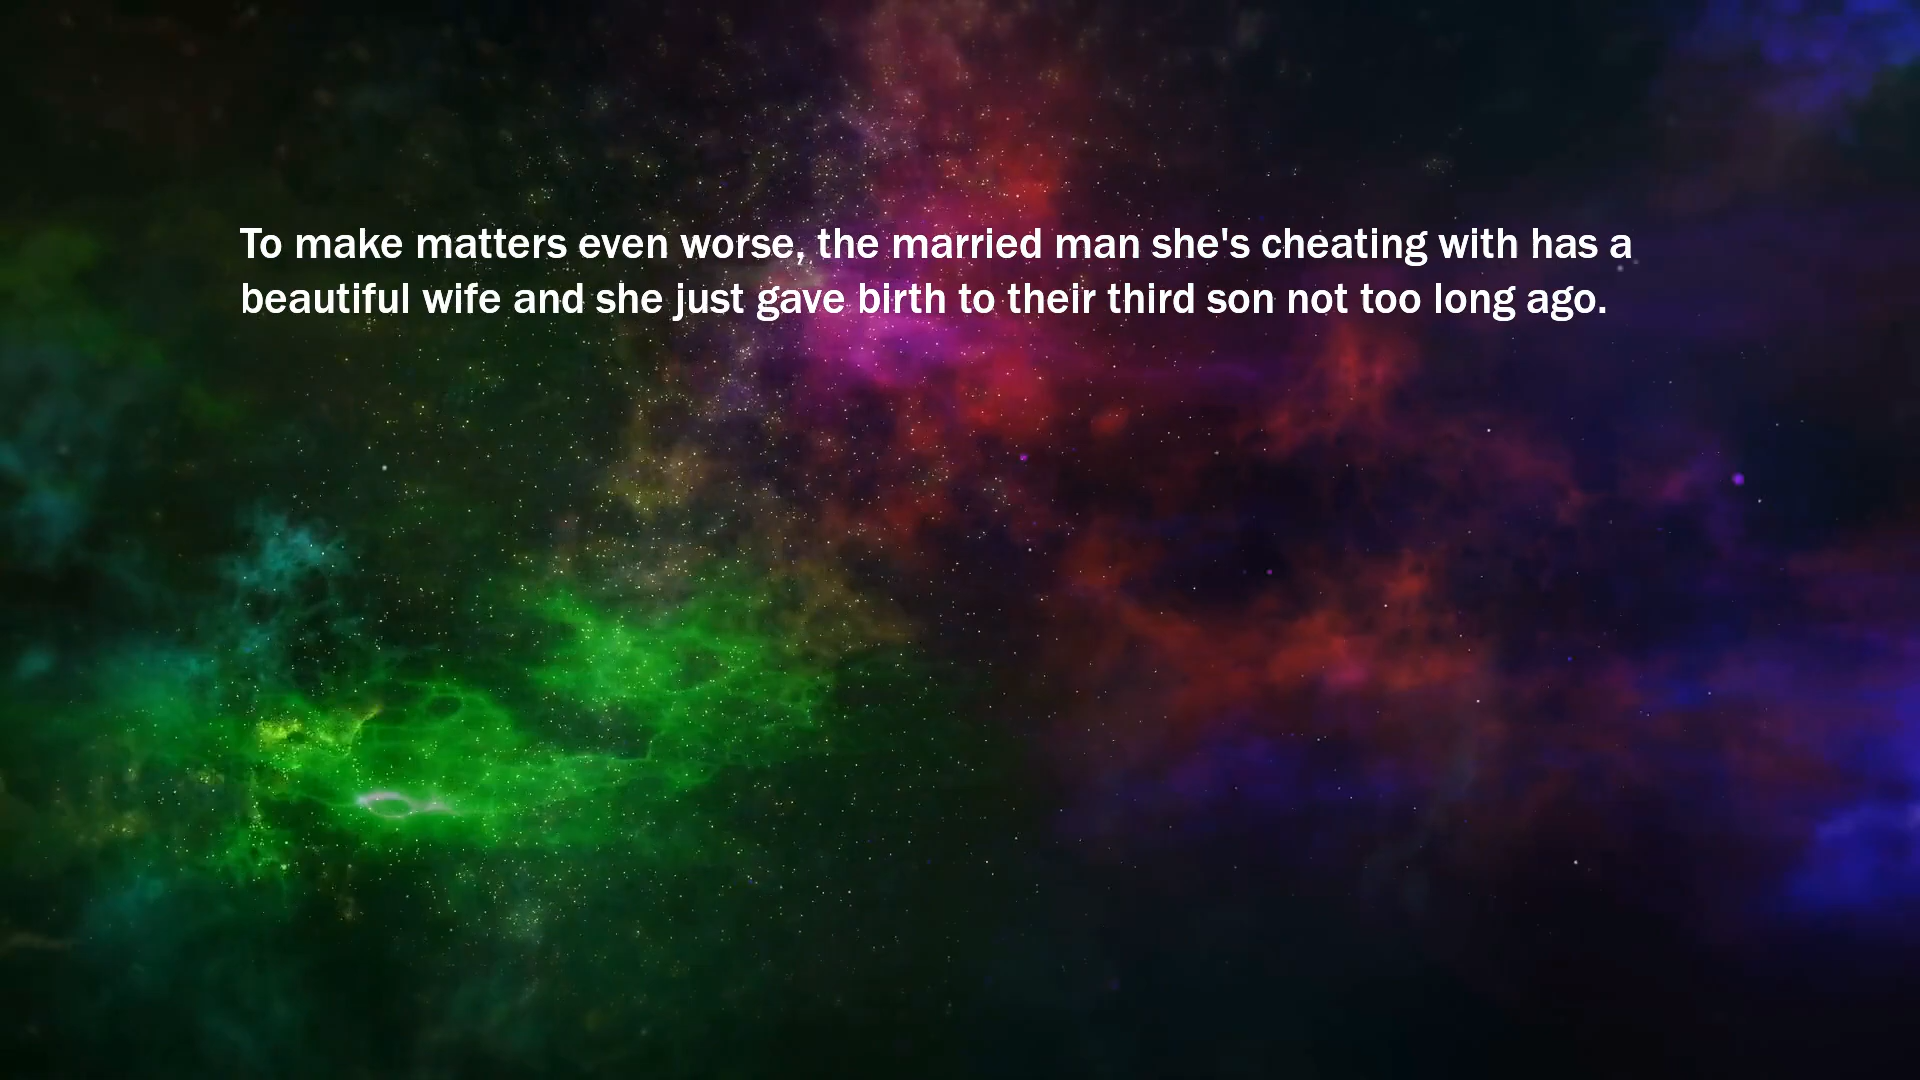 To make matters even worse, the married man she's cheating with has a
beautiful wife and she just gave birth to their third son not too long ago.